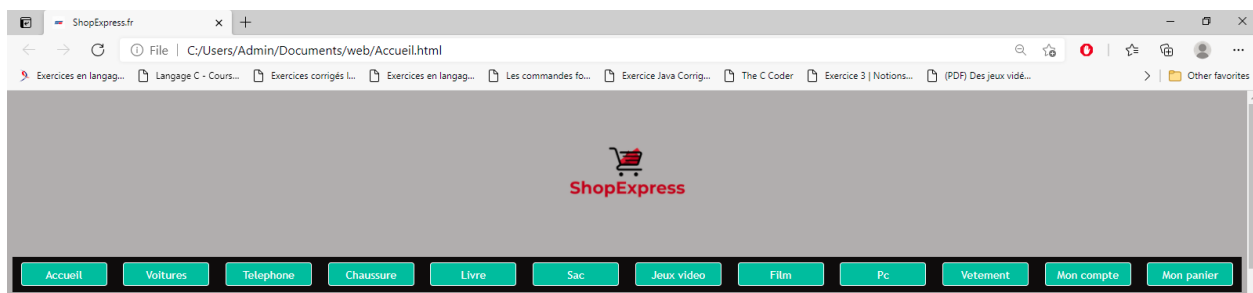 ShopExpress.fr
File | C:/Users/Admin/Documents/web/Accueil.html
Exercices en langag... Langage C - Cours... Exercices corrigés l... Exercices en langag... Les commandes fo... Exercice Java Corrig... The C Coder Exercice 3 | Notions... (PDF) Des jeux vidé... Other favorites
ShopExpress
Accueil Voitures Telephone Chaussure Livre Sac Jeux video Film Pc Vetement Mon compte Mon panier